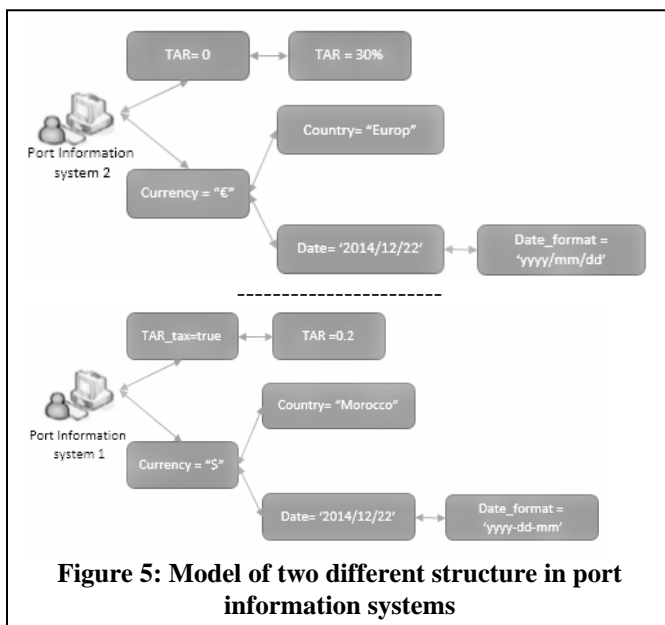 TAR= 0
TAR = 30%
Country= “Europ”
Port Information
system 2
Currency = “€”
Date= ‘2014/12/22’
Date_format =
‘yyyy/mm/dd’
------------------------
TAR_tax=true
TAR =0.2
Country= “Morocco”
Port Information
system 1
Currency = “$”
Date= ‘2014/12/22’
Date_format =
‘yyyy-dd-mm’
Figure 5: Model of two different structure in port
information systems